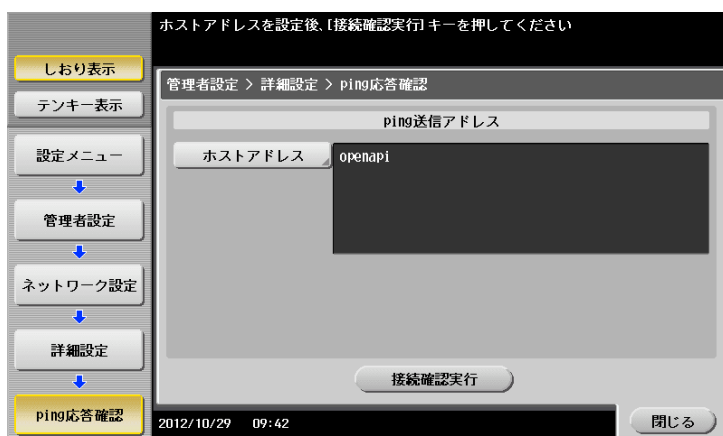 ホストアドレスを設定後、[接続確認実行]キーを押してください
しおり表示
テンキー表示
設定メニュー
管理者設定
ネットワーク設定
詳細設定
ping応答確認
管理者設定 > 詳細設定 > ping応答確認
ping送信アドレス
ホストアドレス openapi
接続確認実行
2012/10/29 09:42
閉じる